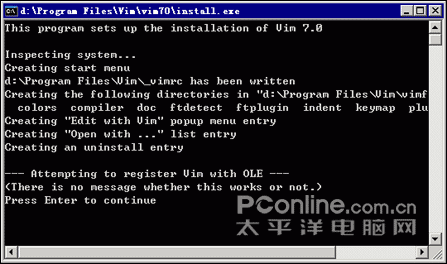 d:\Program Files\Vim\vim70\install.exe
This program sets up the installation of Vim 7.0
Inspecting system...
Creating start menu
d:\Program Files\Vim\_vimrc has been written
Creating the following directories in "d:\Program Files\Vim\vimf
colors compiler doc ftdetect ftplugin indent keymap plu
Creating "Edit with Vim" popup menu entry
Creating "Open with ..." list entry
Creating an uninstall entry
--- Attempting to register Vim with OLE ---
(There is no message whether this works or not.)
Press Enter to continue
PConline.com.cn
太平洋电脑网